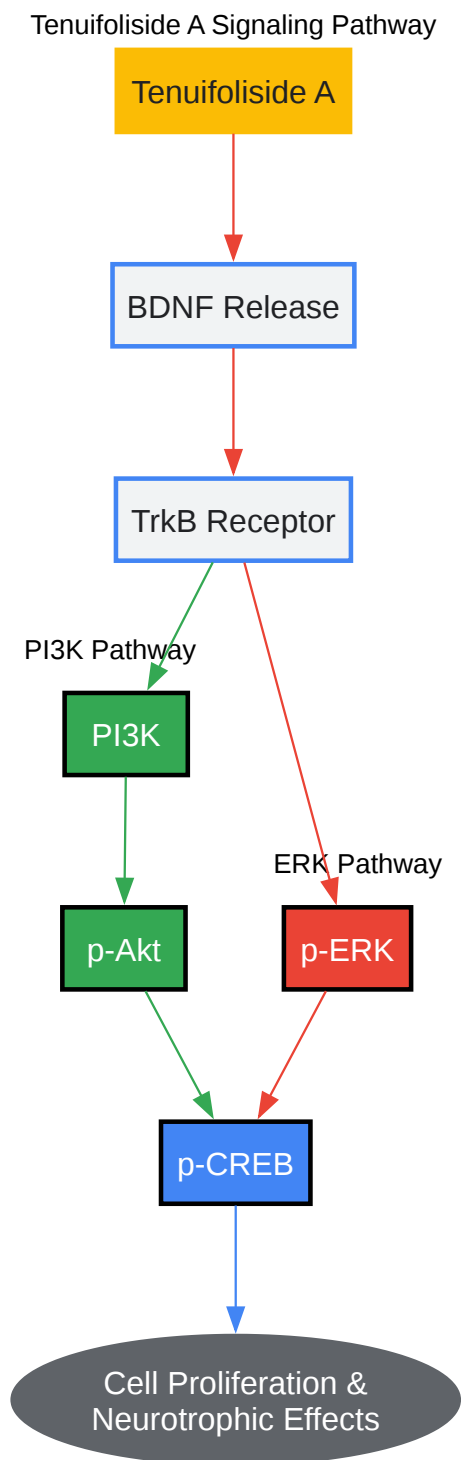 Tenuifoliside A Signaling Pathway
Tenuifoliside A
BDNF Release
TrkB Receptor
PI3K Pathway
PI3K
ERK Pathway
p-Akt
p-ERK
p-CREB
Cell Proliferation &
Neurotrophic Effects